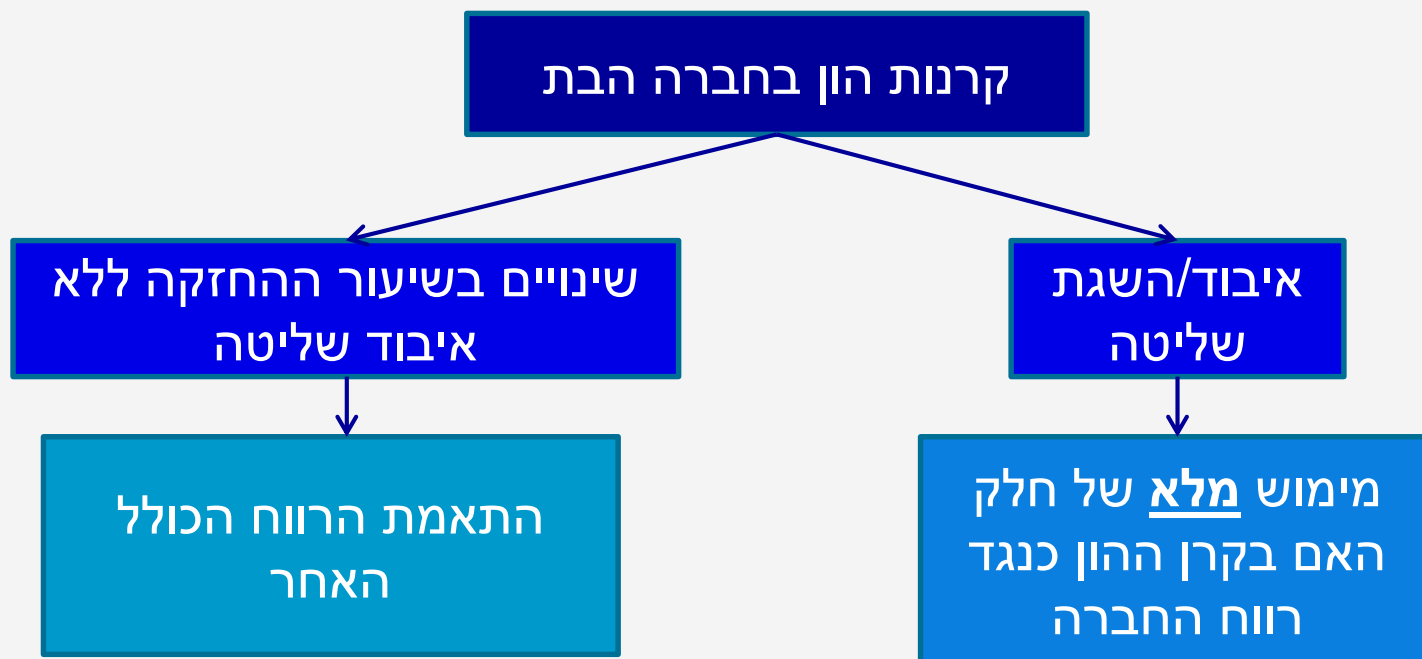 קרנות הון בחברה הבת
איבוד/השגת
שליטה
שינויים בשיעור ההחזקה ללא
איבוד שליטה
מימוש מלא של חלק
האם בקרן ההון כנגד
רווח החברה
התאמת הרווח הכולל
האחר